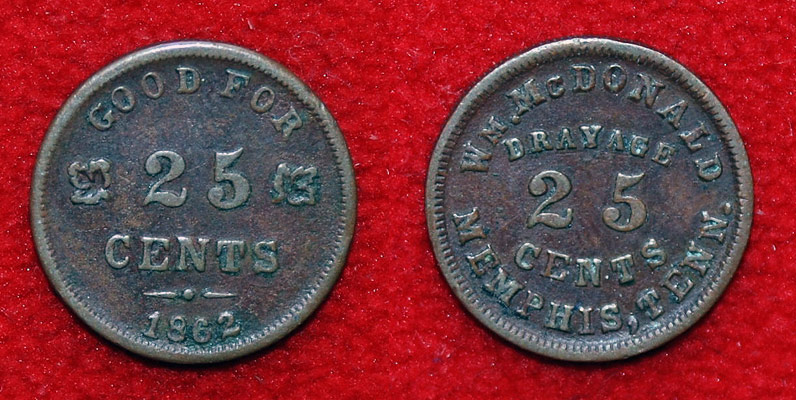 GOOD FOR
25
CENTS
1862
WM. McDONALD
DRAYAGE
25
CENTS
MEMPHIS, TENN.